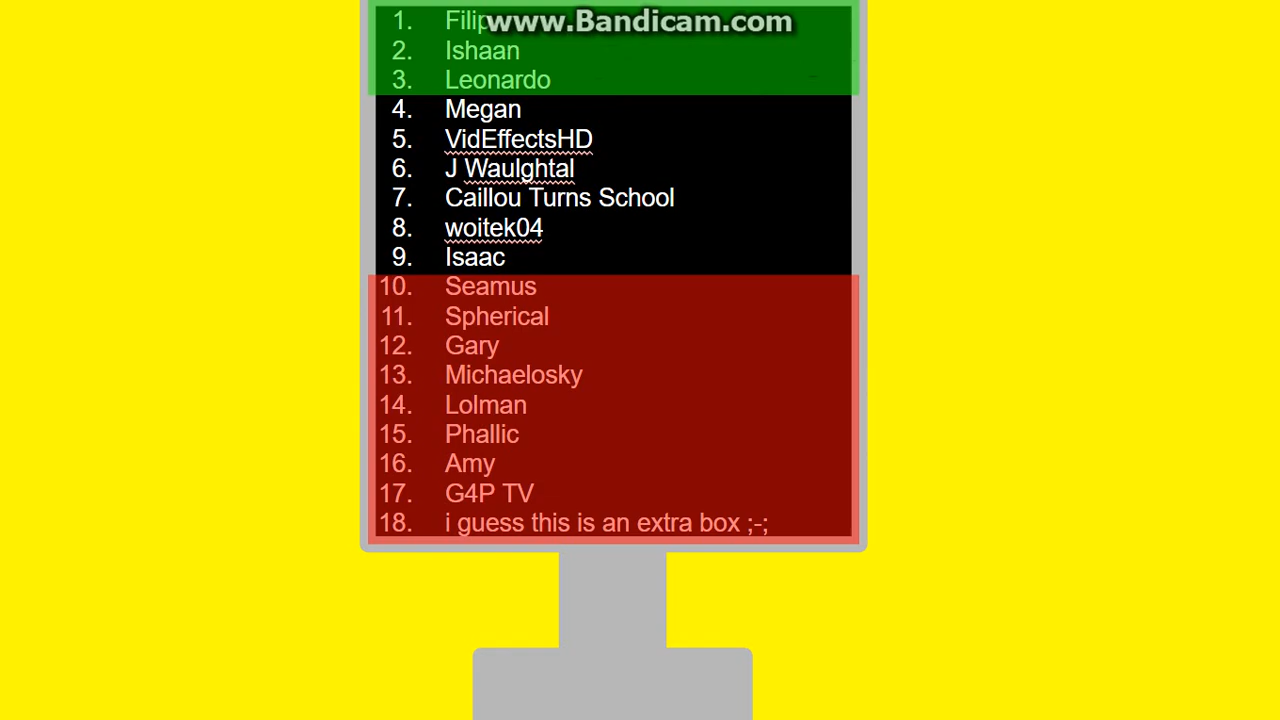 www.Bandicam.com
1. Filip
2. Ishaan
3. Leonardo
4. Megan
5. VidEffectsHD
6. J Waulghtal
7. Caillou Turns School
8. woitek04
9. Isaac
10. Seamus
11. Spherical
12. Gary
13. Michaelosky
14. Lolman
15. Phallic
16. Amy
17. G4P TV
18. i guess this is an extra box ;-;